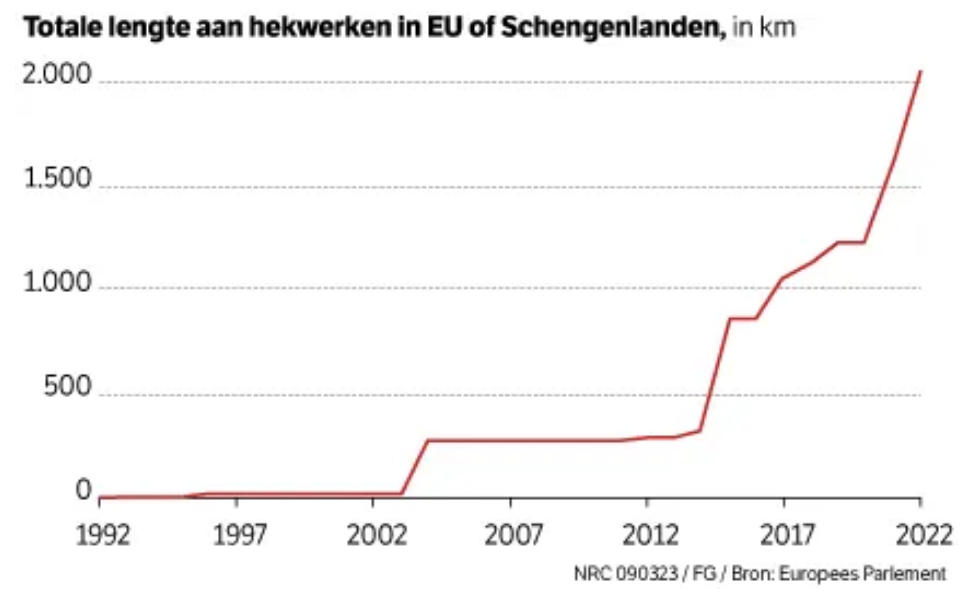 Totale lengte aan hekwerken in EU of Schengenlanden, in km
2.000
1.500
1.000
500
0
1992 1997 2002 2007 2012 2017 2022
NRC 090323 / FG / Bron: Europees Parlement